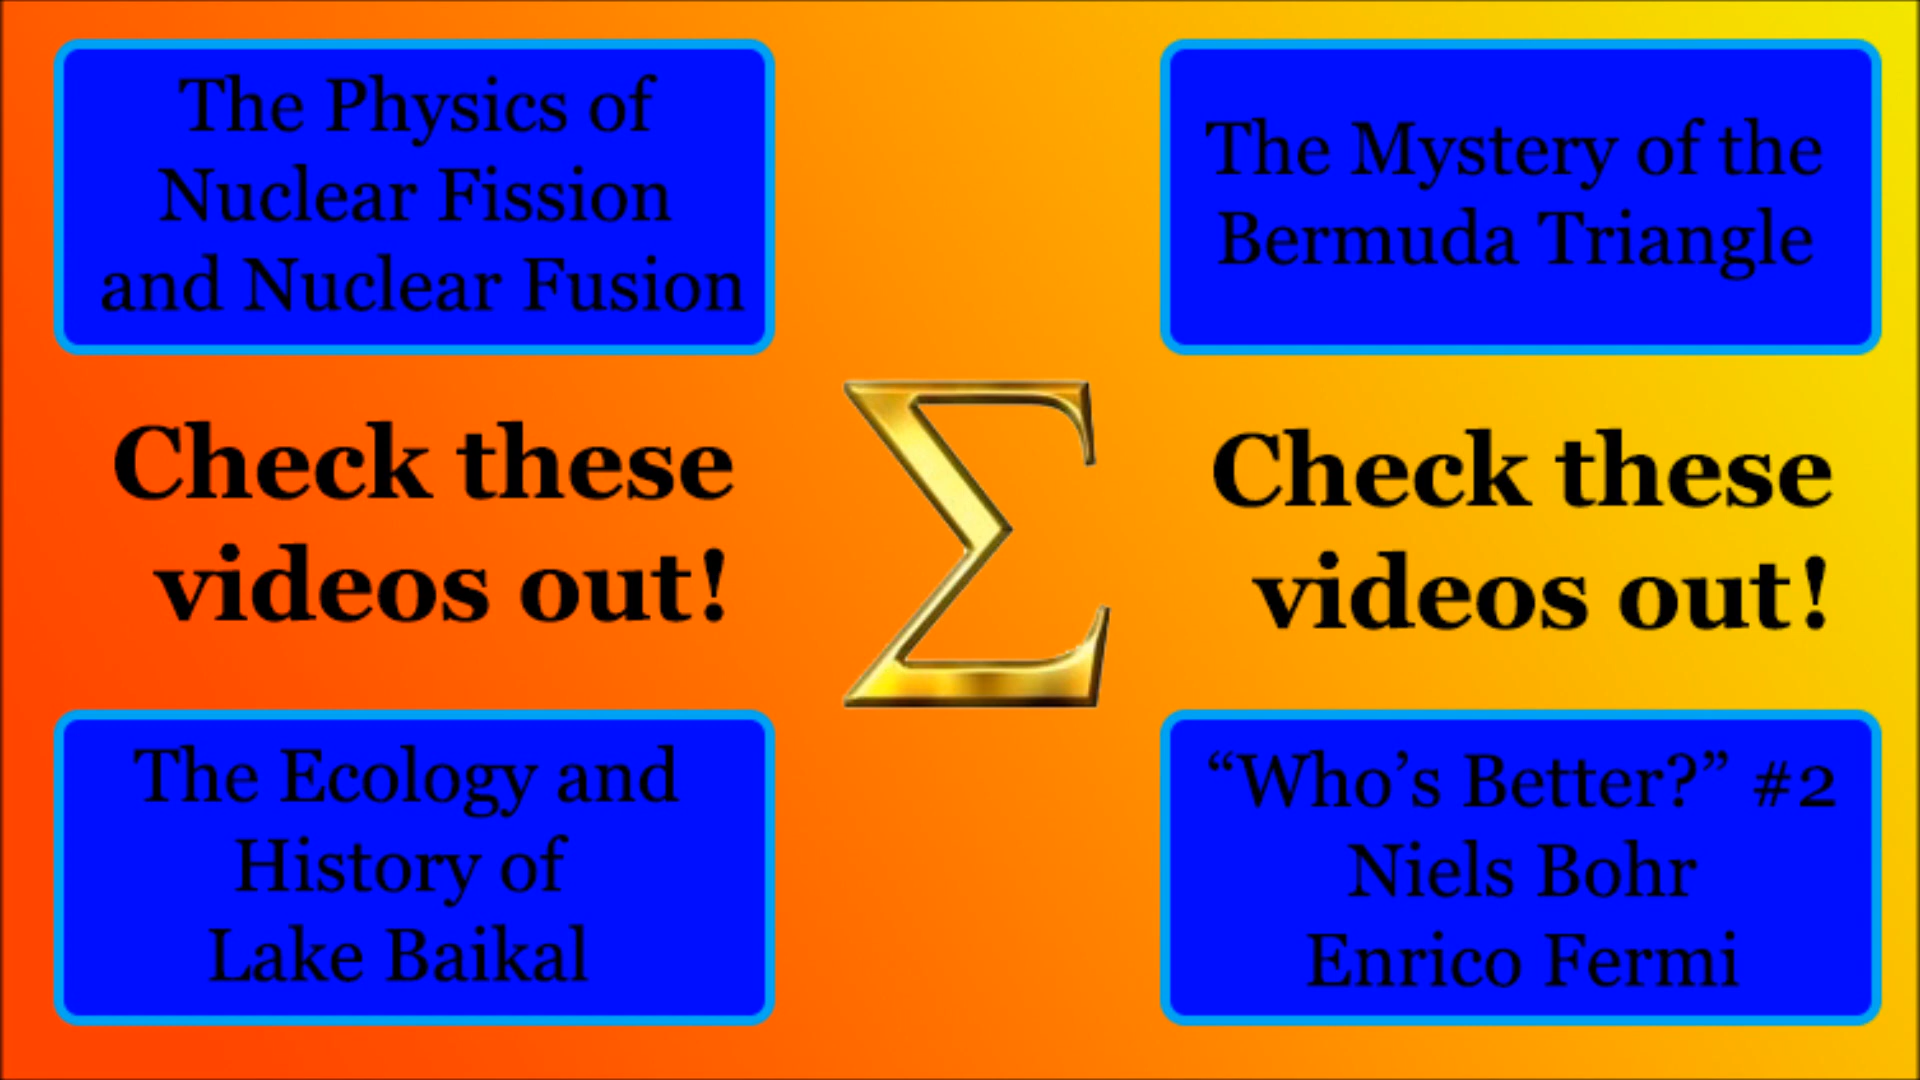 The Physics of
Nuclear Fission
and Nuclear Fusion
The Mystery of the
Bermuda Triangle
Check these
videos out!
Σ
Check these
videos out!
The Ecology and
History of
Lake Baikal
“Who’s Better?” #2
Niels Bohr
Enrico Fermi